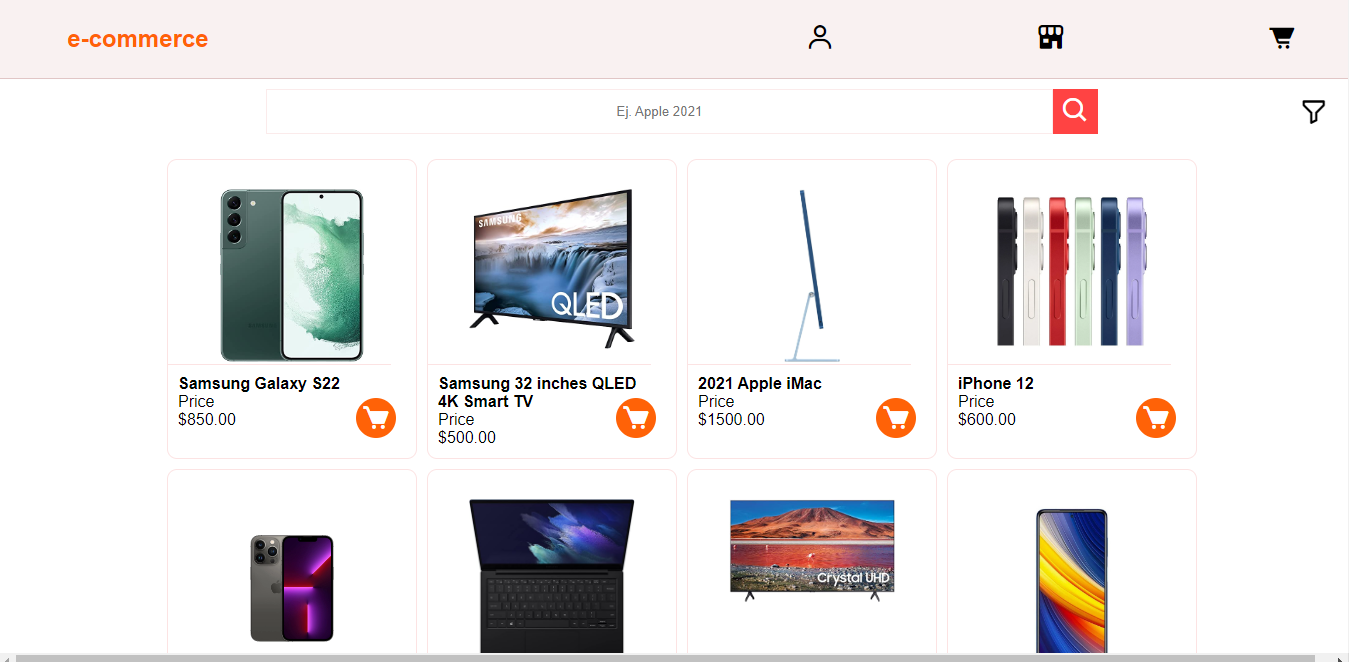 e-commerce
Ej. Apple 2021
SAMSUNG
QLED
Samsung Galaxy S22
Price
$850.00
Samsung 32 inches QLED
4K Smart TV
Price
$500.00
2021 Apple iMac
Price
$1500.00
iPhone 12
Price
$600.00
Crystal UHD